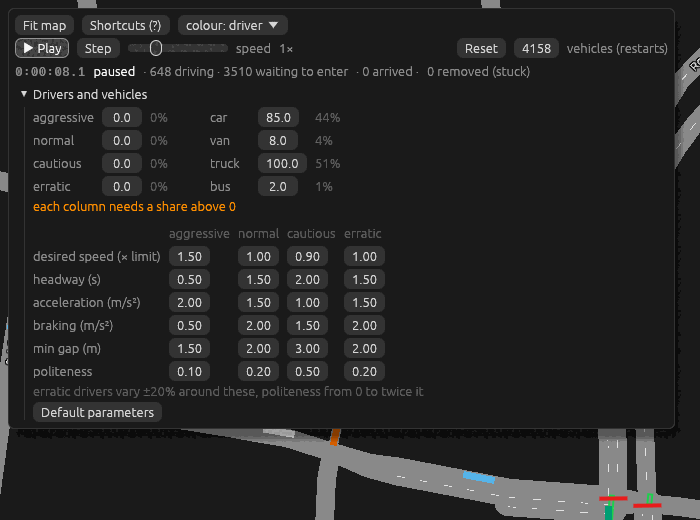 Fit map Shortcuts (?) colour: driver
Play Step speed 1× Reset 4158 vehicles (restarts)
0:00:08.1 paused · 648 driving · 3510 waiting to enter · 0 arrived · 0 removed (stuck)
Drivers and vehicles
aggressive 0.0 0% car 85.0 44%
normal 0.0 0% van 8.0 4%
cautious 0.0 0% truck 100.0 51%
erratic 0.0 0% bus 2.0 1%
each column needs a share above 0
aggressive normal cautious erratic
desired speed (× limit) 1.50 1.00 0.90 1.00
headway (s) 0.50 1.50 2.00 1.50
acceleration (m/s²) 2.00 1.50 1.00 1.50
braking (m/s²) 0.50 2.00 1.50 2.00
min gap (m) 1.50 2.00 3.00 2.00
politeness 0.10 0.20 0.50 0.20
erratic drivers vary ±20% around these, politeness from 0 to twice it
Default parameters